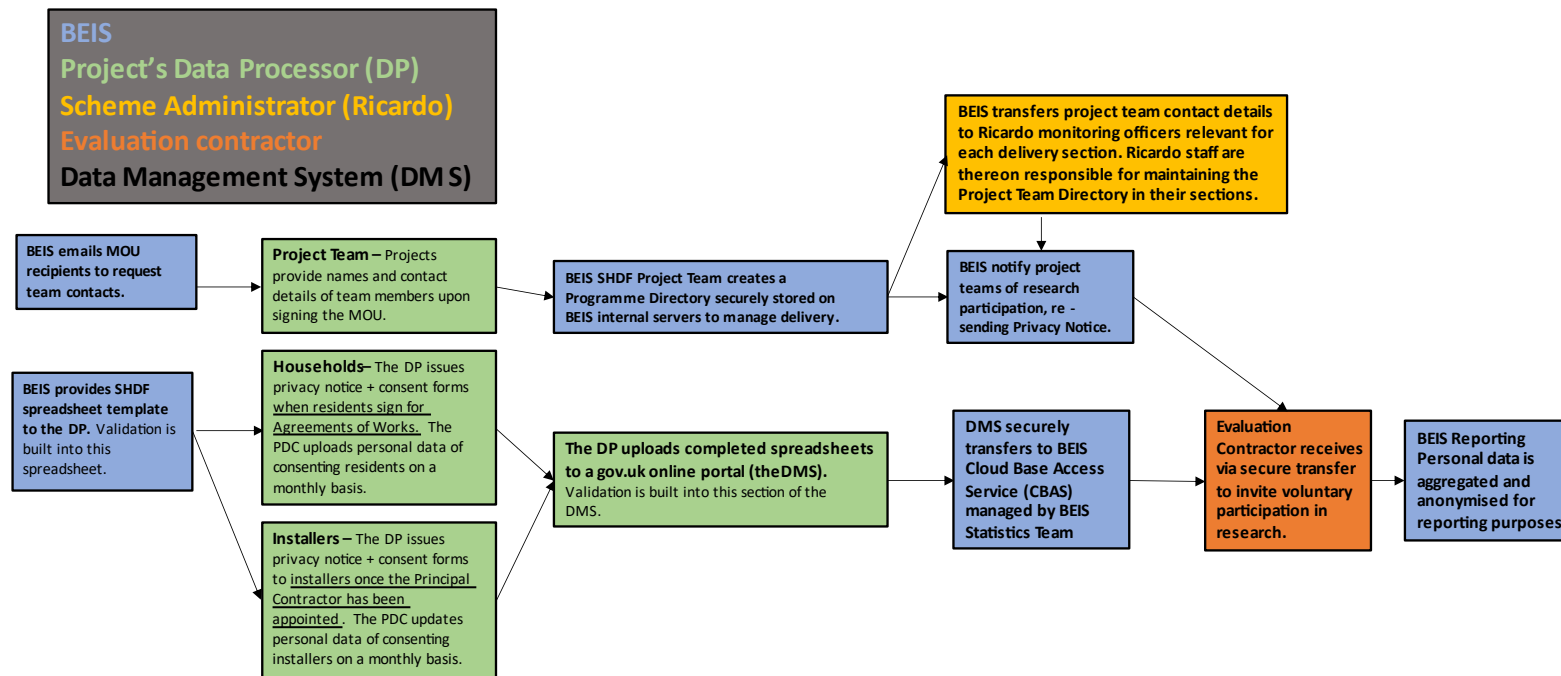 BEIS
Project's Data Processor (DP)
Scheme Administrator (Ricardo)
Evaluation contractor
Data Management System (DMS)
BEIS transfers project team contact details
to Ricardo monitoring officers relevant for
each delivery section. Ricardo staff are
thereon responsible for maintaining the
Project Team Directory in their sections.
BEIS emails MOU
recipients to request
team contacts.
Project Team – Projects
provide names and contact
details of team members upon
signing the MOU.
BEIS SHDF Project Team creates a
Programme Directory securely stored on
BEIS internal servers to manage delivery.
BEIS notify project
teams of research
participation, re -
sending Privacy Notice.
BEIS provides SHDF
spreadsheet template
to the DP. Validation is
built into this
spreadsheet.
Households– The DP issues
privacy notice + consent forms
when residents sign for
Agreements of Works. The
PDC uploads personal data of
consenting residents on a
monthly basis.
Installers – The DP issues
privacy notice + consent forms
to installers once the Principal
Contractor has been
appointed . The PDC updates
personal data of consenting
installers on a monthly basis.
The DP uploads completed spreadsheets
to a gov.uk online portal (theDMS).
Validation is built into this section of the
DMS.
DMS securely
transfers to BEIS
Cloud Base Access
Service (CBAS)
managed by BEIS
Statistics Team
Evaluation
Contractor receives
via secure transfer
to invite voluntary
participation in
research.
BEIS Reporting
Personal data is
aggregated and
anonymised for
reporting purposes